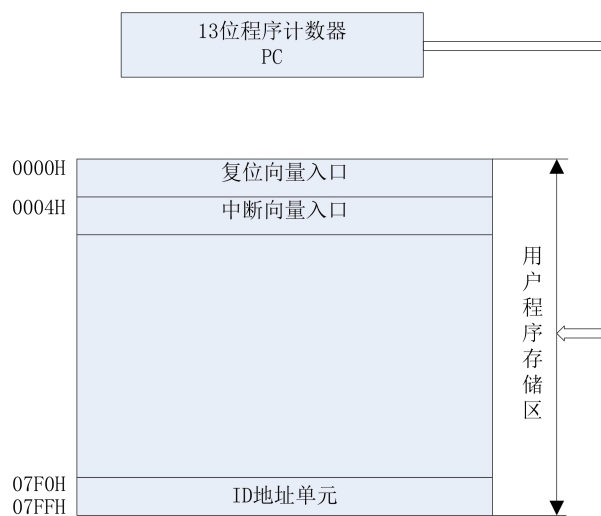 13位程序计数器
PC
0000H
复位向量入口
0004H
中断向量入口
用户程序存储区
07F0H
ID地址单元
07FFH